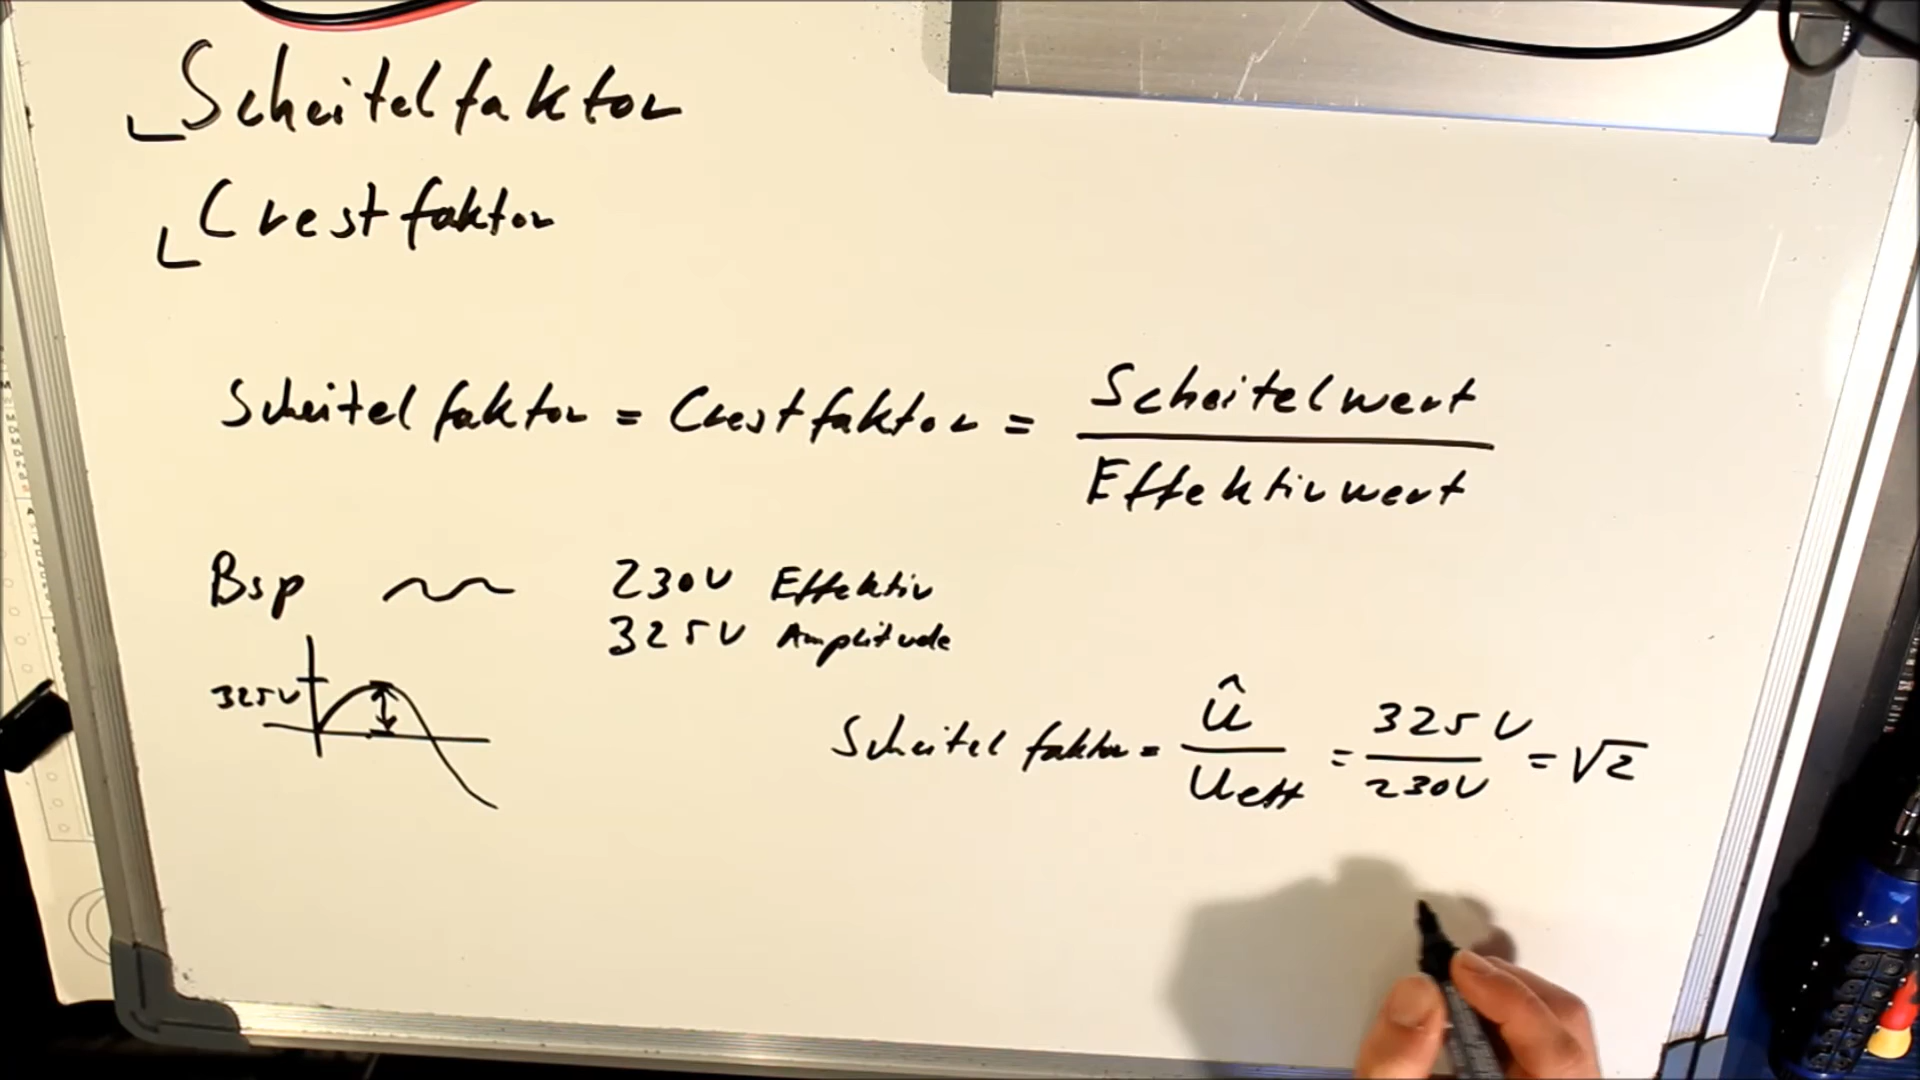 Scheitelfaktor
Crestfaktor
Scheitelfaktor = Crestfaktor = Scheitelwert / Effektivwert
Bsp
230V Effektiv
325V Amplitude
325V
Scheitelfaktor = û / Ueff = 325V / 230V = √2